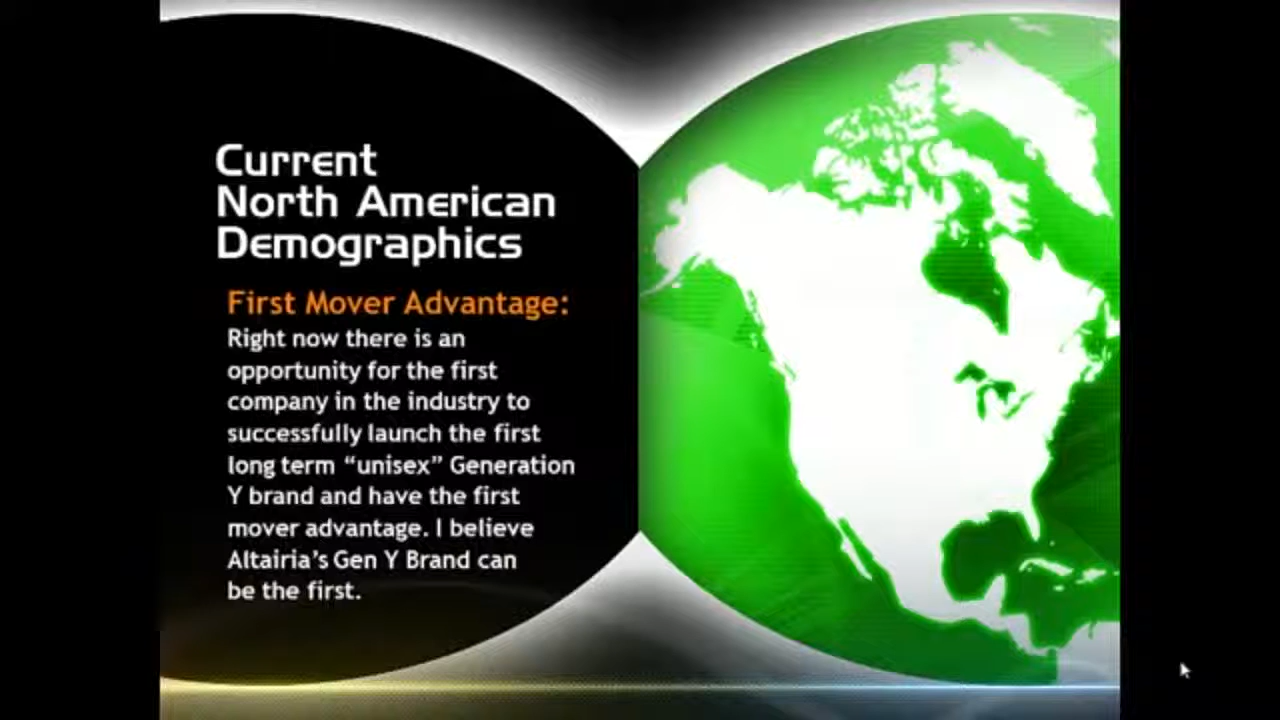 Current
North American
Demographics
First Mover Advantage:
Right now there is an
opportunity for the first
company in the industry to
successfully launch the first
long term “unisex” Generation
Y brand and have the first
mover advantage. I believe
Altairia’s Gen Y Brand can
be the first.